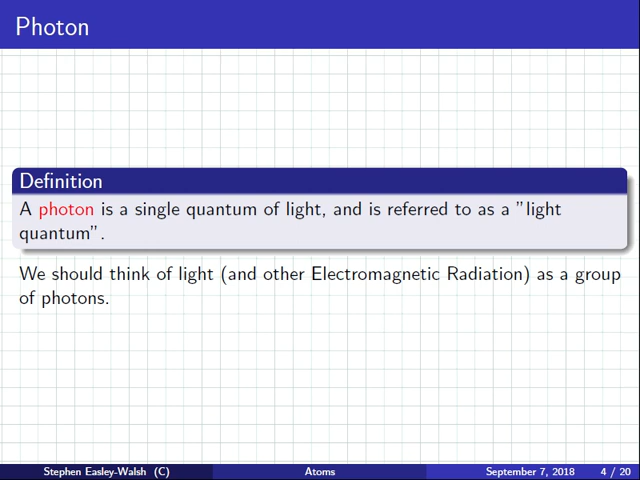 Photon
Definition
A photon is a single quantum of light, and is referred to as a ”light
quantum”.
We should think of light (and other Electromagnetic Radiation) as a group
of photons.
Stephen Easley-Walsh (C) Atoms September 7, 2018 4 / 20